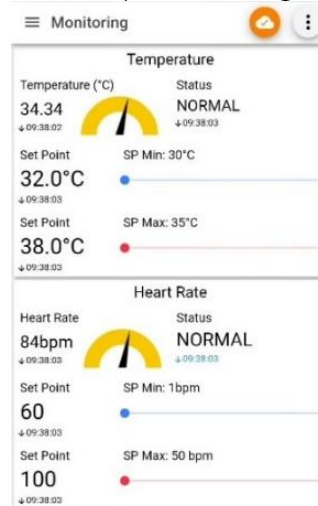 Monitoring
Temperature
Temperature (°C)
Status
34.34
NORMAL
↓09:38:02
↓09:38:03
Set Point
SP Min: 30°C
32.0°C
↓09:38:03
Set Point
SP Max: 35°C
38.0°C
↓09:38:03
Heart Rate
Heart Rate
Status
84bpm
NORMAL
↓09:38:03
↓09:38:03
Set Point
SP Min: 1bpm
60
↓09:38:03
Set Point
SP Max: 50 bpm
100
↓09:38:03